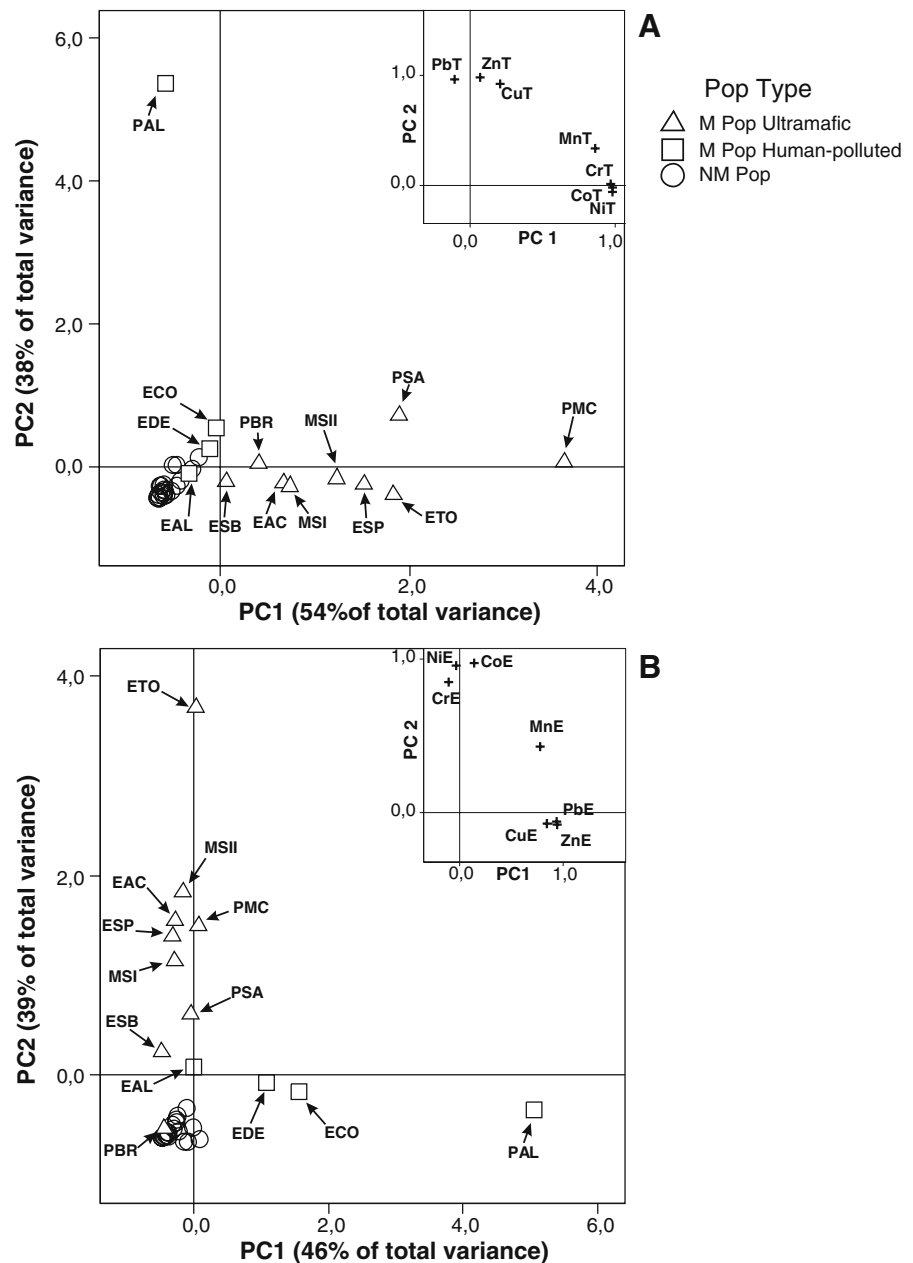 A
6,0
4,0
2,0
0,0
PC2 (38% of total variance)
PAL
ECO
EDE
EAL
ESB
PBR
EAC
MSI
MSII
ESP
PSA
ETO
PMC
0,0
2,0
4,0
PC1 (54%of total variance)
1,0
0,0
PC 2
PbT
ZnT
CuT
MnT
CrT
CoT
NiT
0,0
PC 1
1,0
Pop Type
M Pop Ultramafic
M Pop Human-polluted
NM Pop
B
4,0
2,0
0,0
PC2 (39% of total variance)
ETO
MSII
EAC
PMC
ESP
MSI
PSA
ESB
EAL
EDE
ECO
PAL
PBR
0,0
2,0
4,0
6,0
PC1 (46% of total variance)
1,0
0,0
PC 2
NiE
CoE
CrE
MnE
PbE
CuE
ZnE
0,0
PC1
1,0